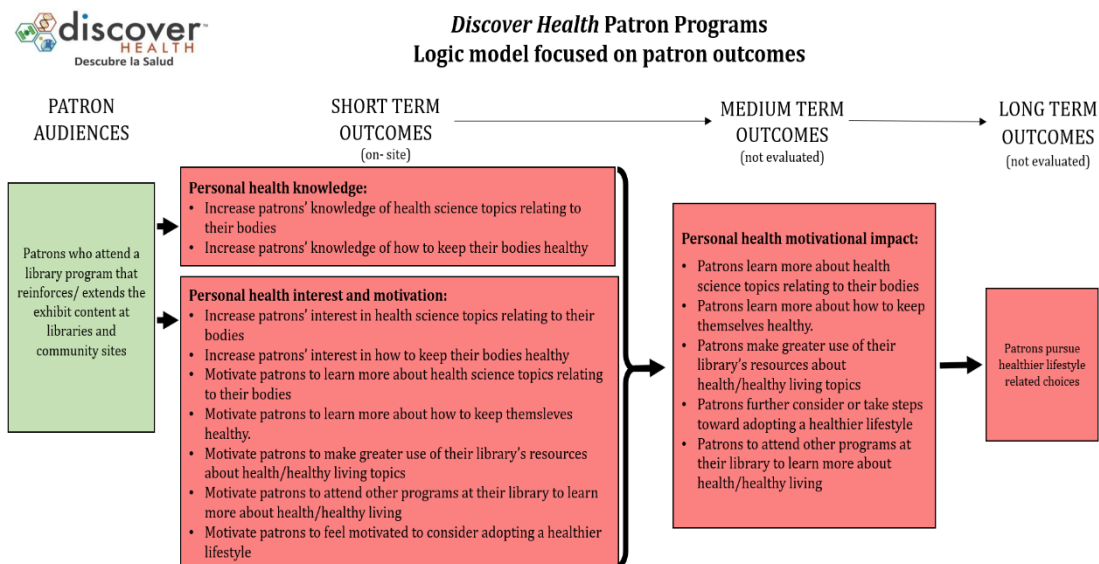 discover™
HEALTH
Descubre la Salud
Discover Health Patron Programs
Logic model focused on patron outcomes
PATRON
AUDIENCES
SHORT TERM
OUTCOMES
(on- site)
MEDIUM TERM
OUTCOMES
(not evaluated)
LONG TERM
OUTCOMES
(not evaluated)
Patrons who attend a
library program that
reinforces/ extends the
exhibit content at
libraries and
community sites
Personal health knowledge:
• Increase patrons’ knowledge of health science topics relating to
their bodies
• Increase patrons’ knowledge of how to keep their bodies healthy
Personal health interest and motivation:
• Increase patrons’ interest in health science topics relating to their
bodies
• Increase patrons’ interest in how to keep their bodies healthy
• Motivate patrons to learn more about health science topics relating
to their bodies
• Motivate patrons to learn more about how to keep themsleves
healthy.
• Motivate patrons to make greater use of their library’s resources
about health/healthy living topics
• Motivate patrons to attend other programs at their library to learn
more about health/healthy living
• Motivate patrons to feel motivated to consider adopting a healthier
lifestyle
Personal health motivational impact:
• Patrons learn more about health
science topics relating to their bodies
• Patrons learn more about how to keep
themselves healthy.
• Patrons make greater use of their
library’s resources about
health/healthy living topics
• Patrons further consider or take steps
toward adopting a healthier lifestyle
• Patrons to attend other programs at
their library to learn more about
health/healthy living
Patrons pursue
healthier lifestyle
related choices